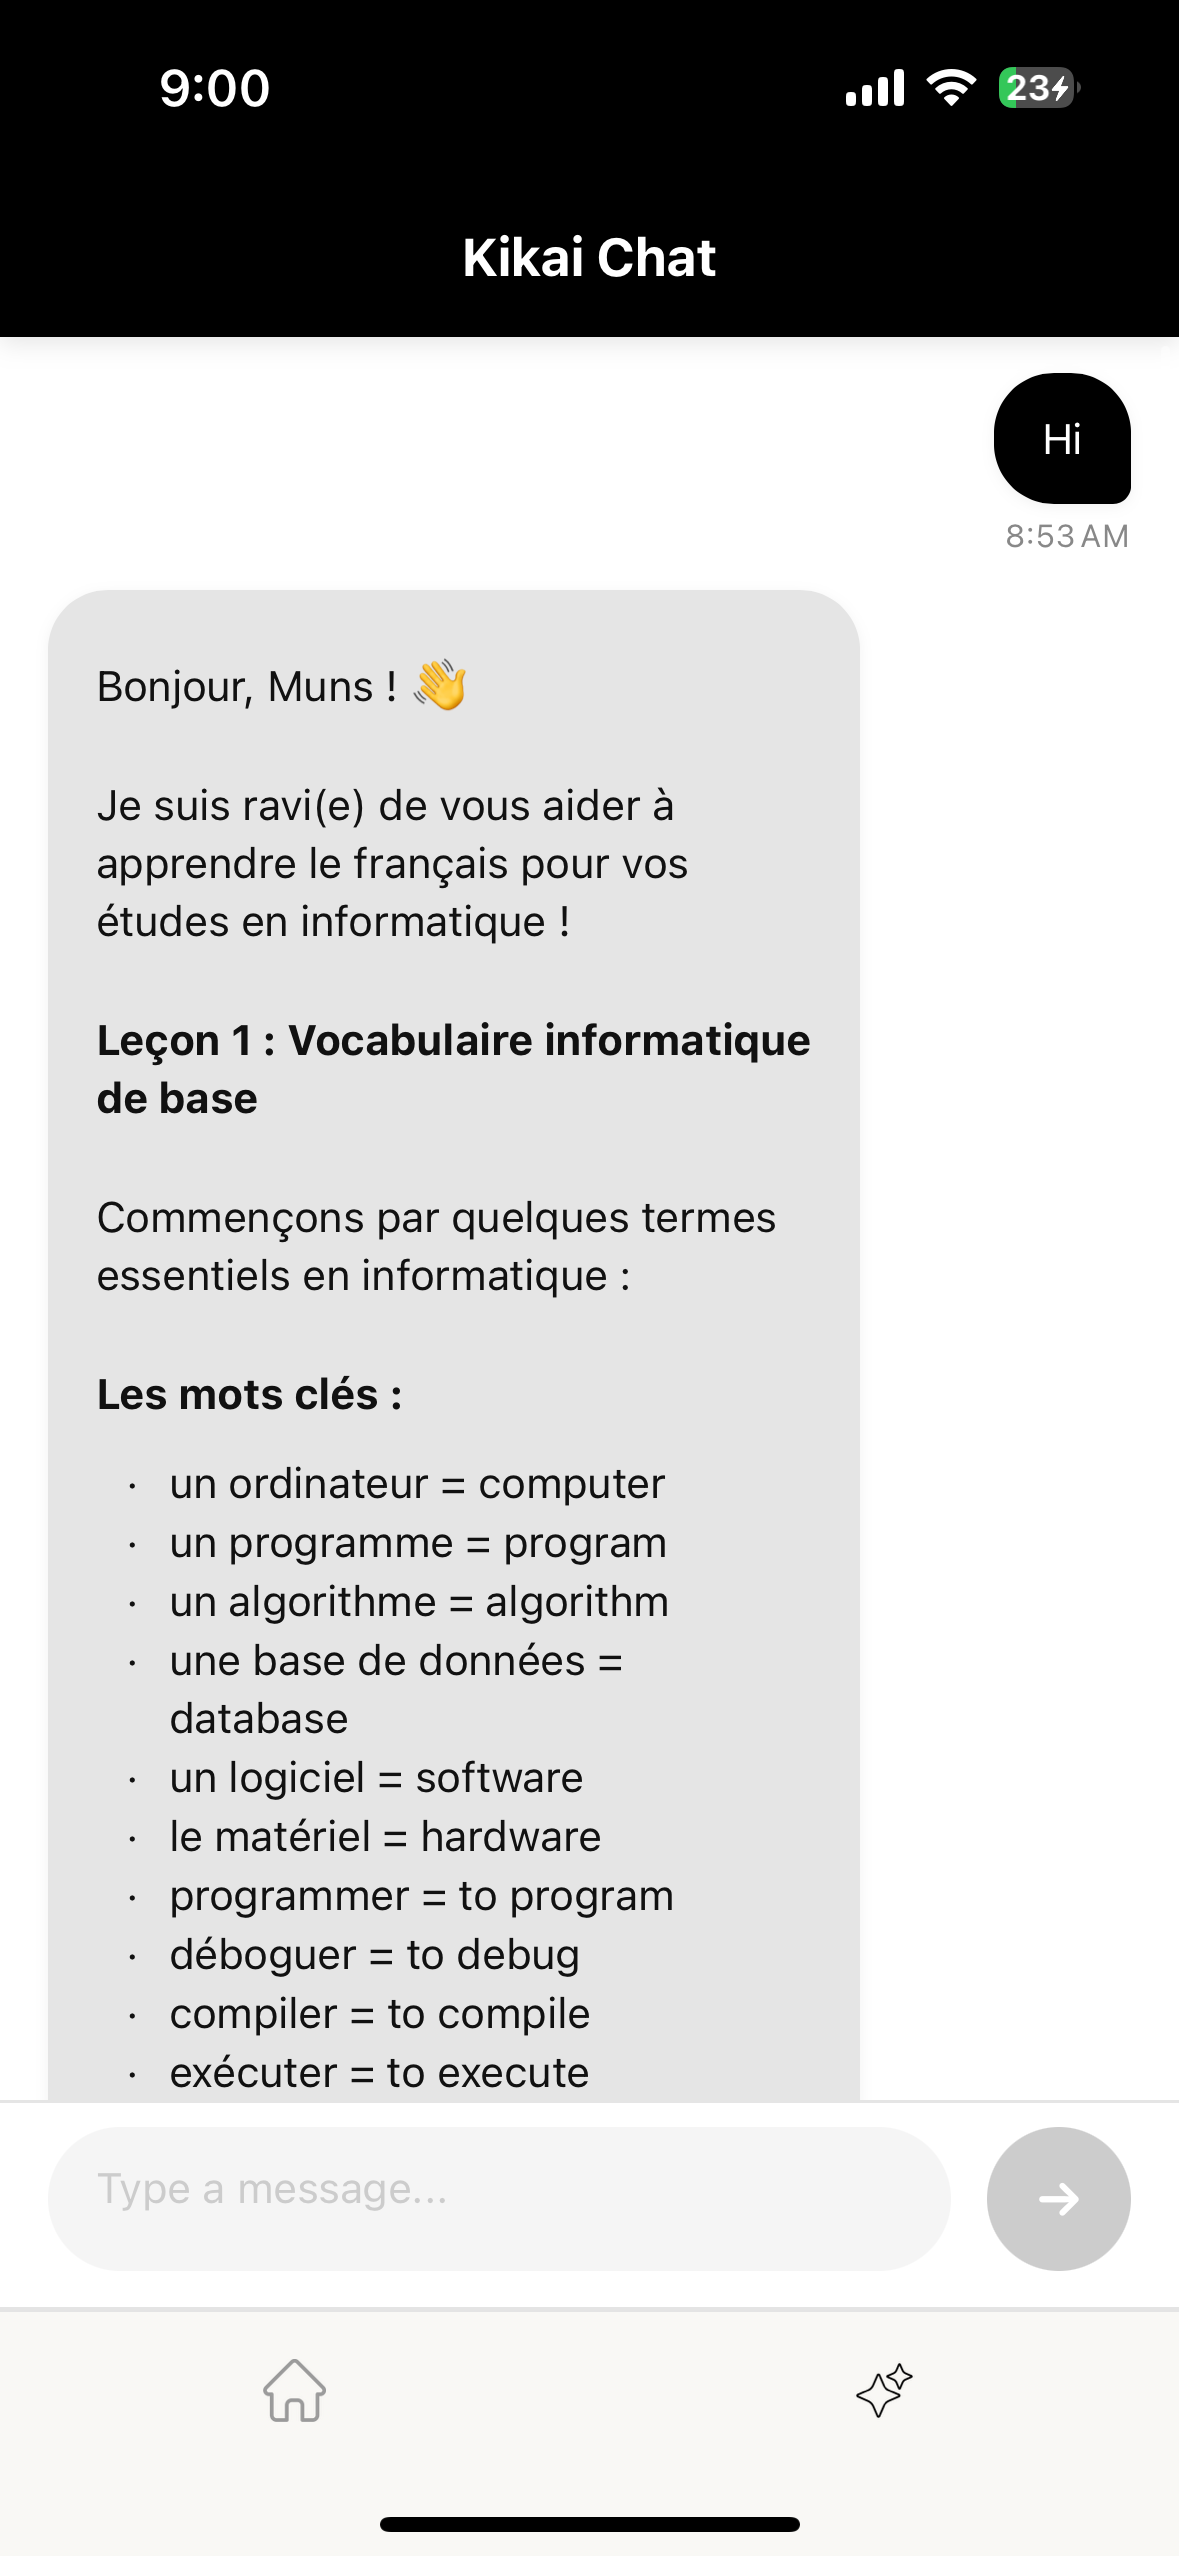 9:00
23
Kikai Chat
Hi
8:53 AM
Bonjour, Muns ! 👋
Je suis ravi(e) de vous aider à
apprendre le français pour vos
études en informatique !
Leçon 1 : Vocabulaire informatique
de base
Commençons par quelques termes
essentiels en informatique :
Les mots clés :
· un ordinateur = computer
· un programme = program
· un algorithme = algorithm
· une base de données =
database
· un logiciel = software
· le matériel = hardware
· programmer = to program
· déboguer = to debug
· compiler = to compile
· exécuter = to execute
Type a message...